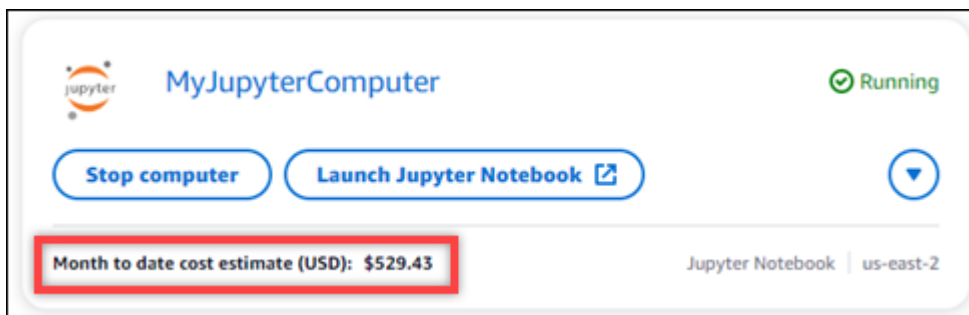 jupyter
MyJupyterComputer
Running
Stop computer
Launch Jupyter Notebook
Month to date cost estimate (USD): $529.43
Jupyter Notebook
us-east-2